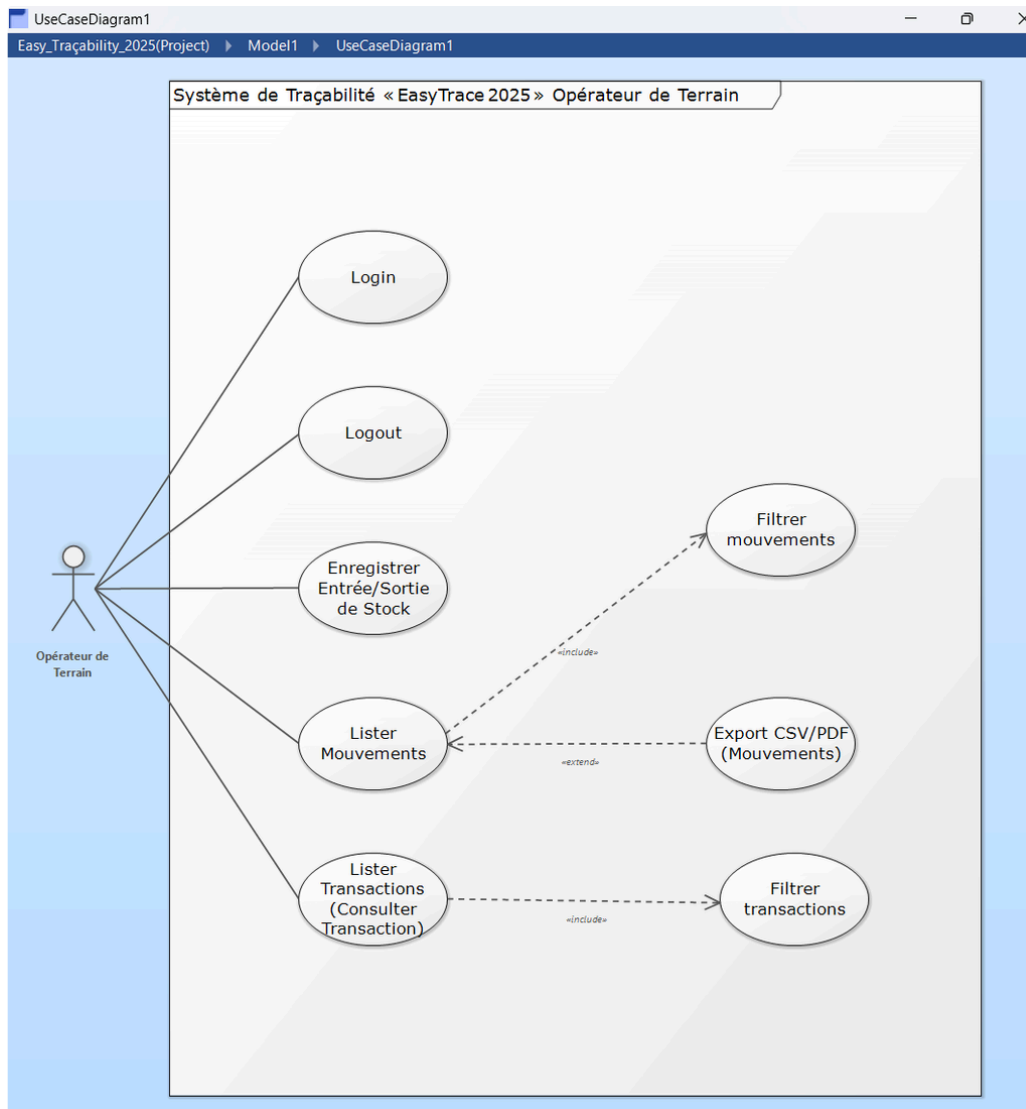 UseCaseDiagram1
Easy_Traçability_2025(Project) Model1 UseCaseDiagram1
Système de Traçabilité « EasyTrace 2025 » Opérateur de Terrain
Login
Logout
Filtrer
mouvements
Enregistrer
Entrée/Sortie
de Stock
Opérateur de
Terrain
«include»
Lister
Mouvements
Export CSV/PDF
(Mouvements)
«extend»
Lister
Transactions
(Consulter
Transaction)
Filtrer
transactions
«include»